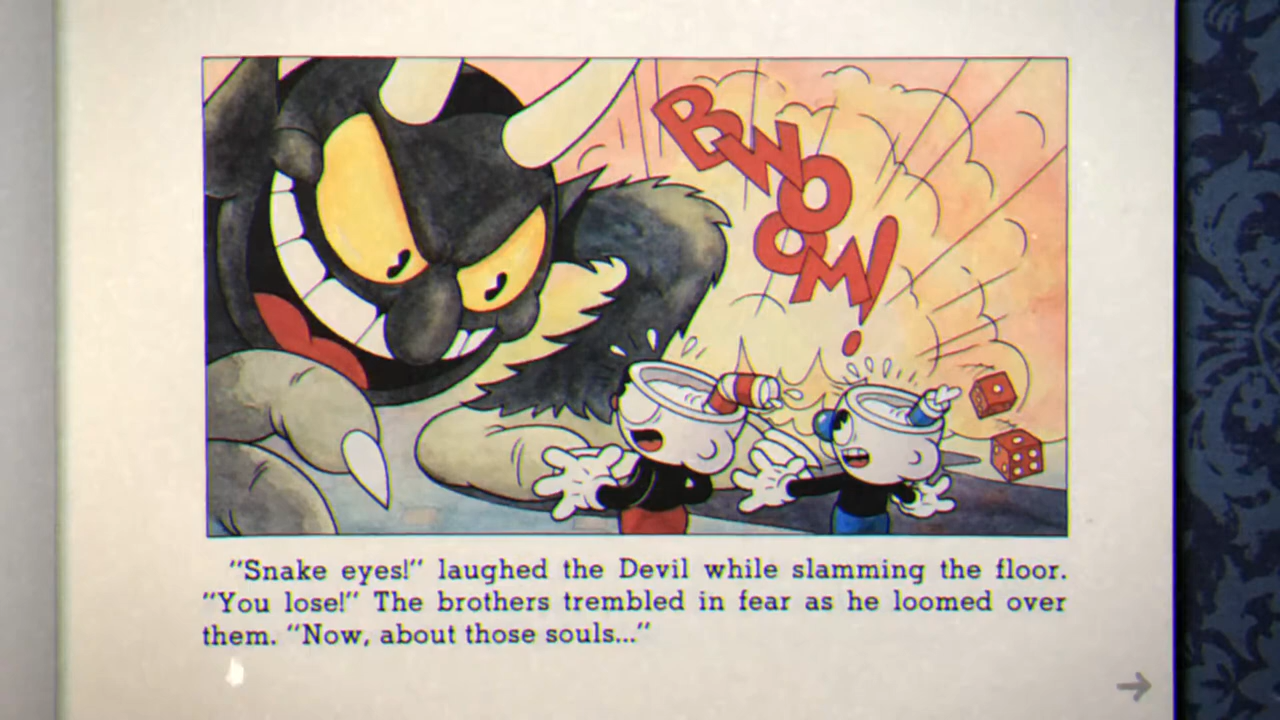 BWOOM!
"Snake eyes!" laughed the Devil while slamming the floor.
"You lose!" The brothers trembled in fear as he loomed over
them. "Now, about those souls..."